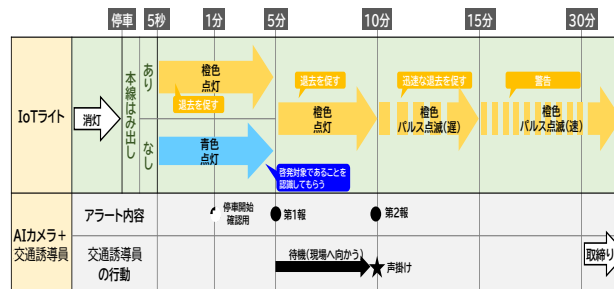 停車 5秒 1分 5分 10分 15分 30分
IoTライト
消灯
本線はみ出し
あり
橙色
点灯
退去を促す
なし
青色
点灯
啓発対象であることを
認識してもらう
退去を促す
橙色
点灯
迅速な退去を促す
橙色
パルス点滅(遅)
警告
橙色
パルス点滅(速)
AIカメラ+
交通誘導員
アラート内容
停車開始
確認用
第1報
第2報
交通誘導員
の行動
待機(現場へ向かう)
声掛け
取締り